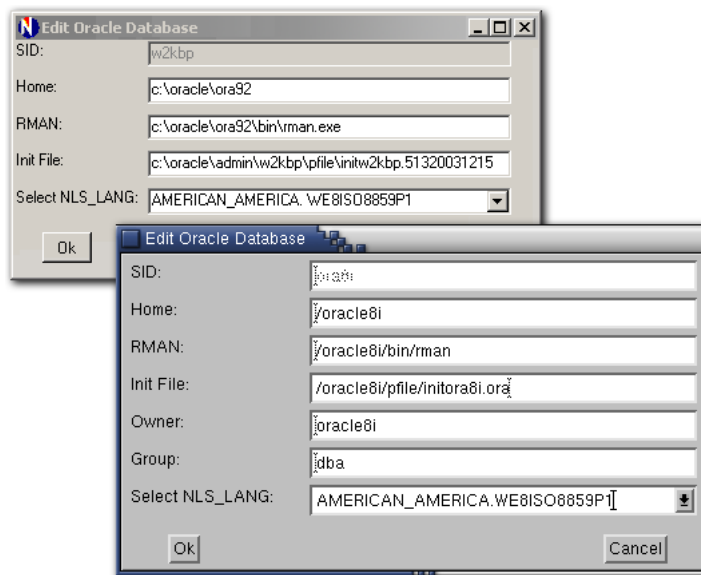 Edit Oracle Database
SID: w2kbp
Home: c:\oracle\ora92
RMAN: c:\oracle\ora92\bin\rman.exe
Init File: c:\oracle\admin\w2kbp\pfile\initw2kbp.51320031215
Select NLS_LANG: AMERICAN_AMERICA. WE8ISO8859P1
Ok
Edit Oracle Database
SID: ora8i
Home: /oracle8i
RMAN: /oracle8i/bin/rman
Init File: /oracle8i/pfile/initora8i.ora
Owner: oracle8i
Group: dba
Select NLS_LANG: AMERICAN_AMERICA.WE8ISO8859P1
Ok Cancel